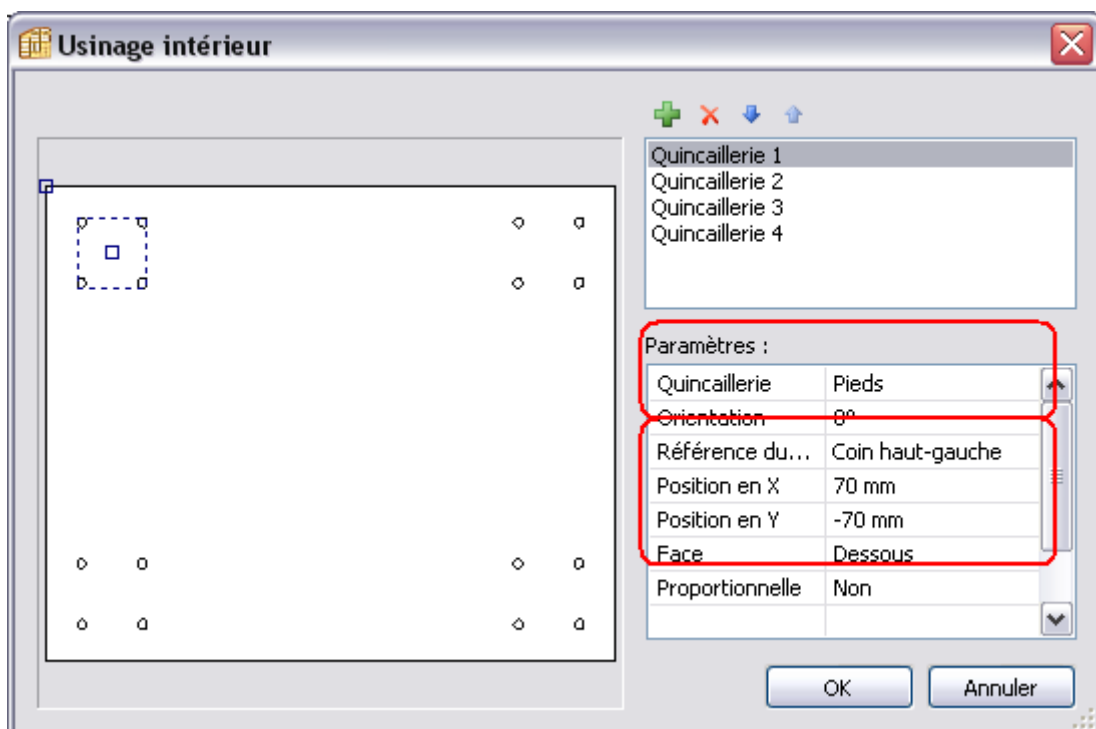 Usinage intérieur
Quincaillerie 1
Quincaillerie 2
Quincaillerie 3
Quincaillerie 4
Paramètres :
Quincaillerie Pieds
Orientation 0°
Référence du... Coin haut-gauche
Position en X 70 mm
Position en Y -70 mm
Face Dessous
Proportionnelle Non
OK Annuler